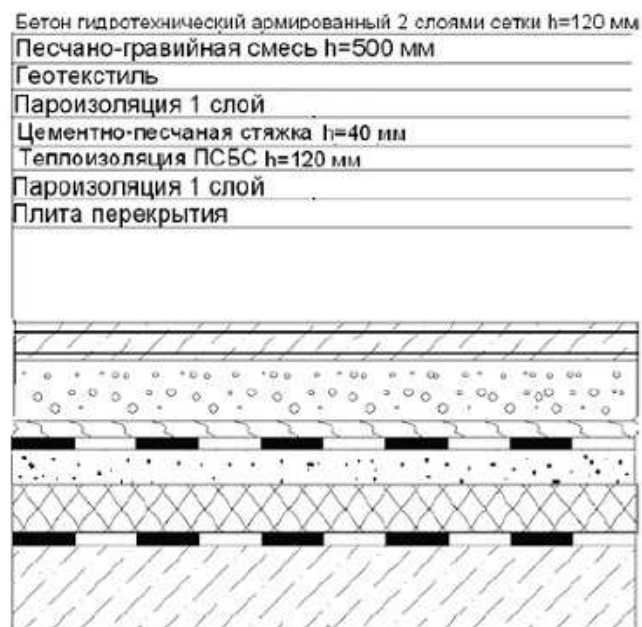 Бетон гидротехнический армированный 2 слоями сетки h=120 мм
Песчано-гравийная смесь h=500 мм
Геотекстиль
Пароизоляция 1 слой
Цементно-песчаная стяжка h=40 мм
Теплоизоляция ПСБС h=120 мм
Пароизоляция 1 слой
Плита перекрытия